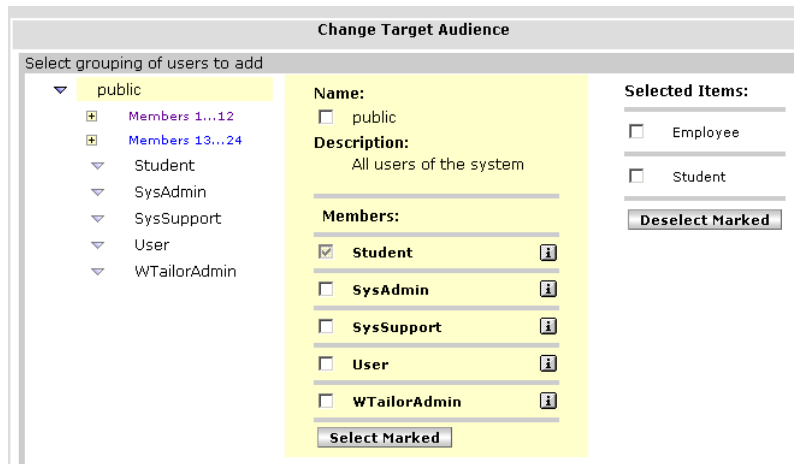 Change Target Audience
Select grouping of users to add
public
Members 1...12
Members 13...24
Student
SysAdmin
SysSupport
User
WTailorAdmin
Name:
public
Description:
All users of the system
Members:
Student
SysAdmin
SysSupport
User
WTailorAdmin
Select Marked
Selected Items:
Employee
Student
Deselect Marked